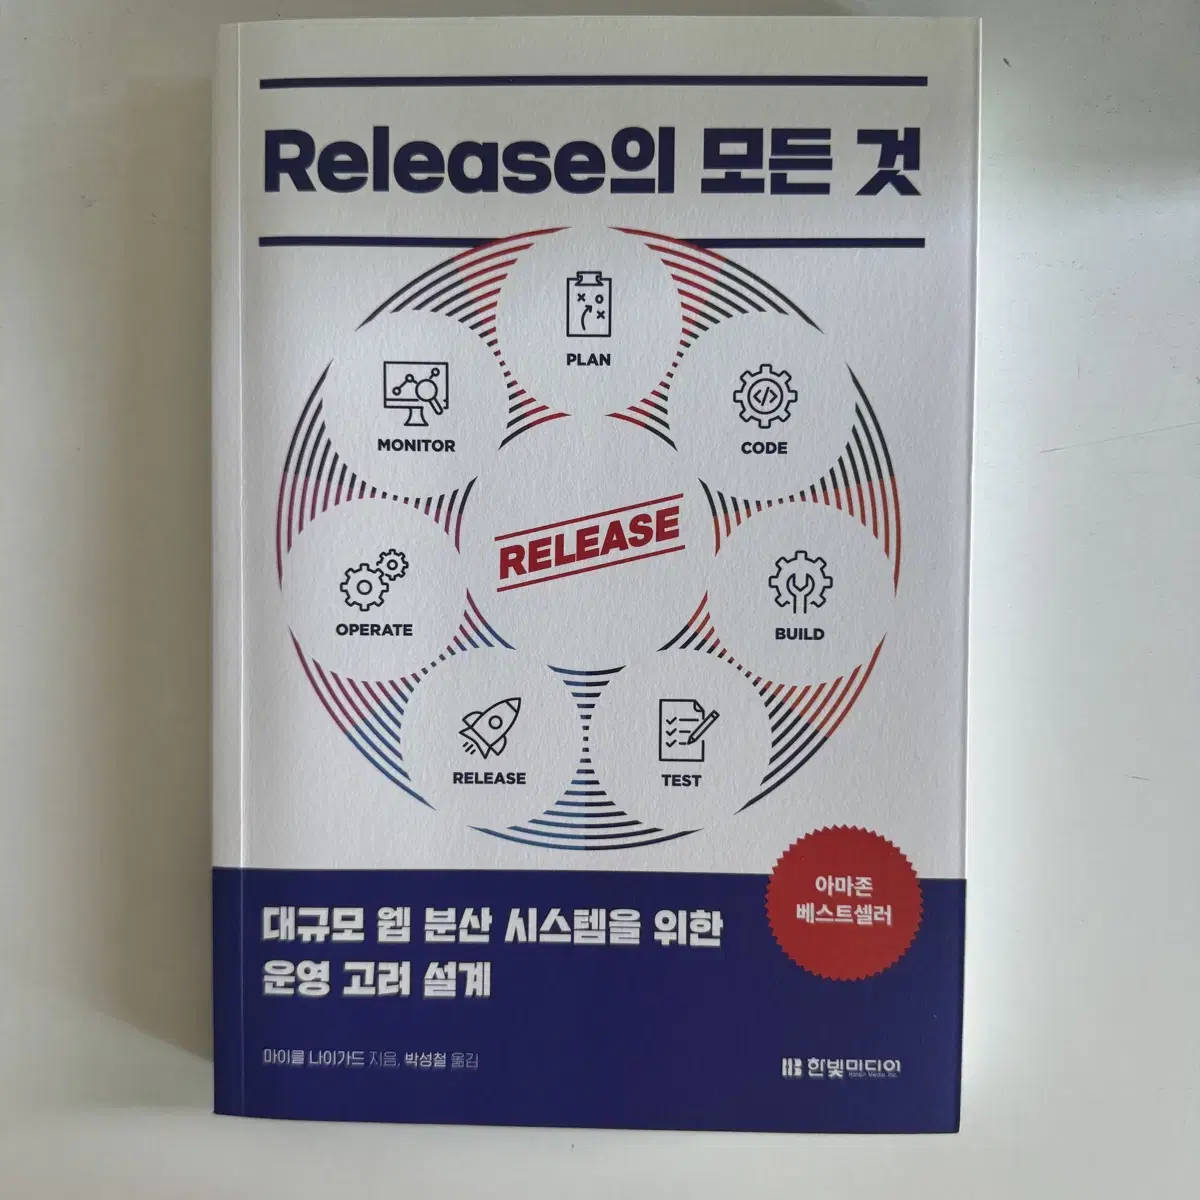 Release의 모든 것
PLAN
MONITOR
CODE
RELEASE
OPERATE
BUILD
RELEASE
TEST
아마존
베스트셀러
대규모 웹 분산 시스템을 위한
운영 고려 설계
마이클 나이가드 지음, 박성철 옮김
한빛미디어
Hanbit Media, Inc.